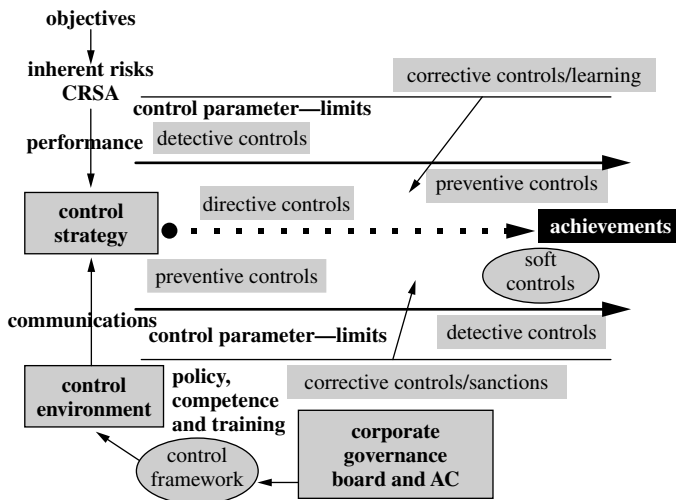 objectives
inherent risks
CRSA
corrective controls/learning
control parameter—limits
performance
detective controls
preventive controls
control
strategy
directive controls
achievements
soft
controls
preventive controls
communications
control parameter—limits
detective controls
control
environment
policy,
competence
and training
corrective controls/sanctions
control
framework
corporate
governance
board and AC